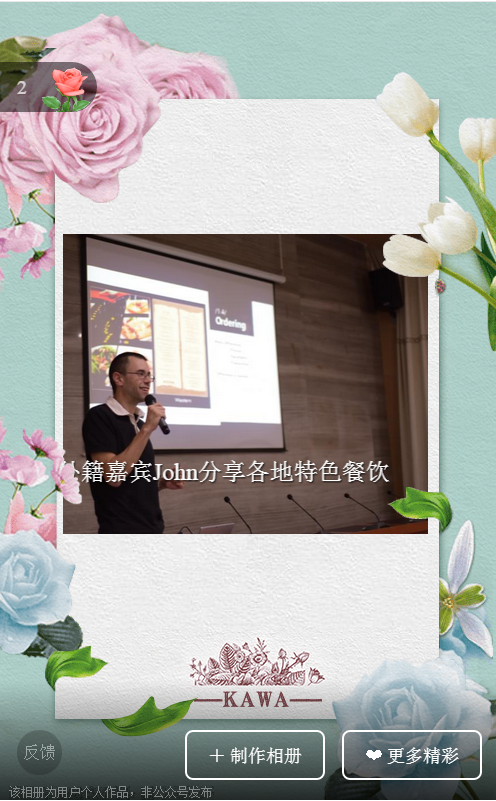 2
Ordering
籍嘉宾John分享各地特色餐饮
KAWA
反馈
+ 制作相册
❤ 更多精彩
该相册为用户个人作品，非公众号发布